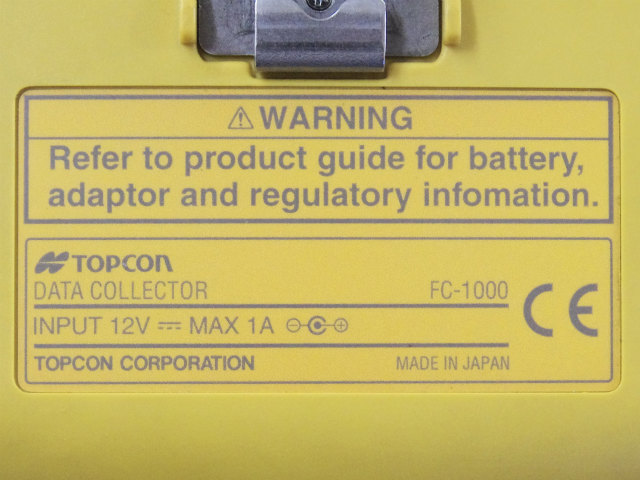 ⚠WARNING
Refer to product guide for battery,
adaptor and regulatory infomation.
TOPCON
DATA COLLECTOR FC-1000
INPUT 12V ⎓ MAX 1A
CE
TOPCON CORPORATION MADE IN JAPAN